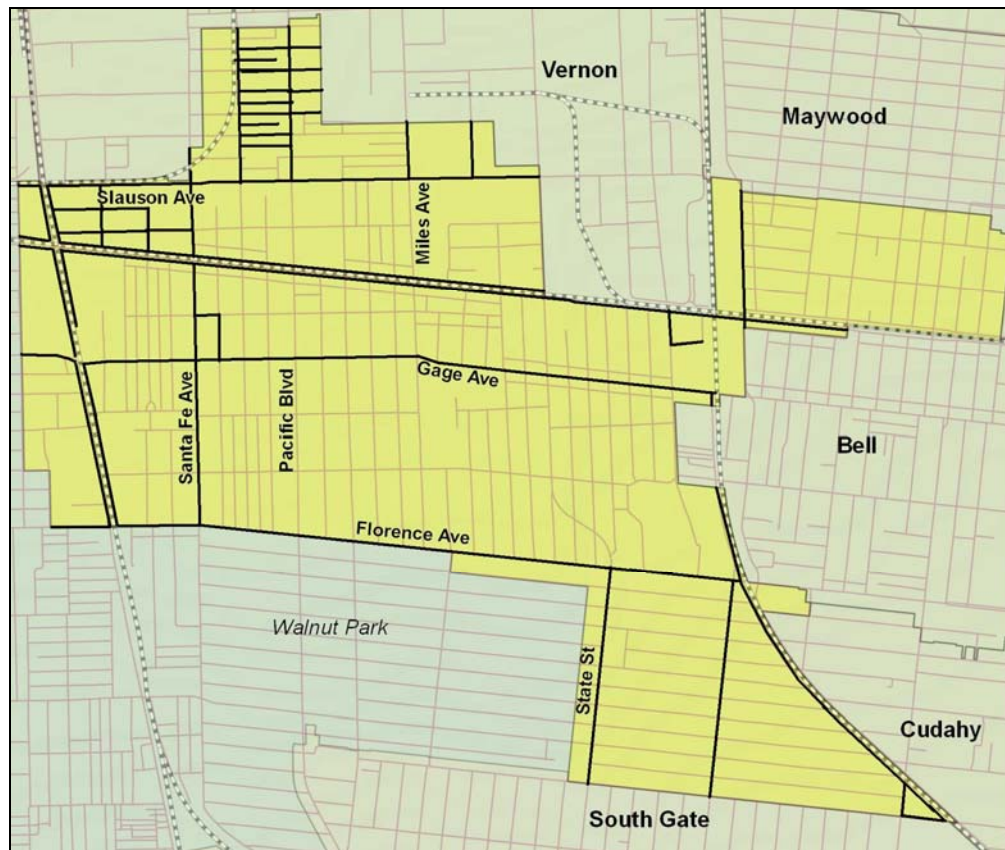 Vernon
Maywood
Slauson Ave
Miles Ave
Gage Ave
Santa Fe Ave
Pacific Blvd
Bell
Florence Ave
Walnut Park
State St
Cudahy
South Gate